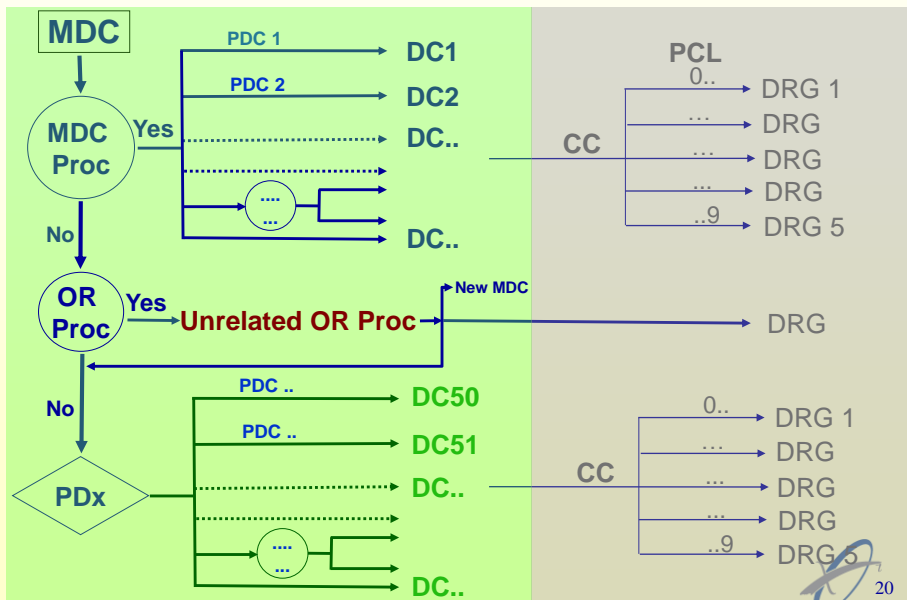 MDC
PDC 1
DC1
PCL
0..
DRG 1
PDC 2
DC2
...
DRG
MDC
Proc
Yes
DC..
CC
...
DRG
...
DRG
....
...
..9
DRG 5
No
DC..
OR
Proc
Yes
New MDC
Unrelated OR Proc
DRG
No
PDC ..
DC50
0..
DRG 1
PDC ..
DC51
...
DRG
PDx
DC..
CC
...
DRG
...
DRG
....
...
..9
DRG 5
DC..
20